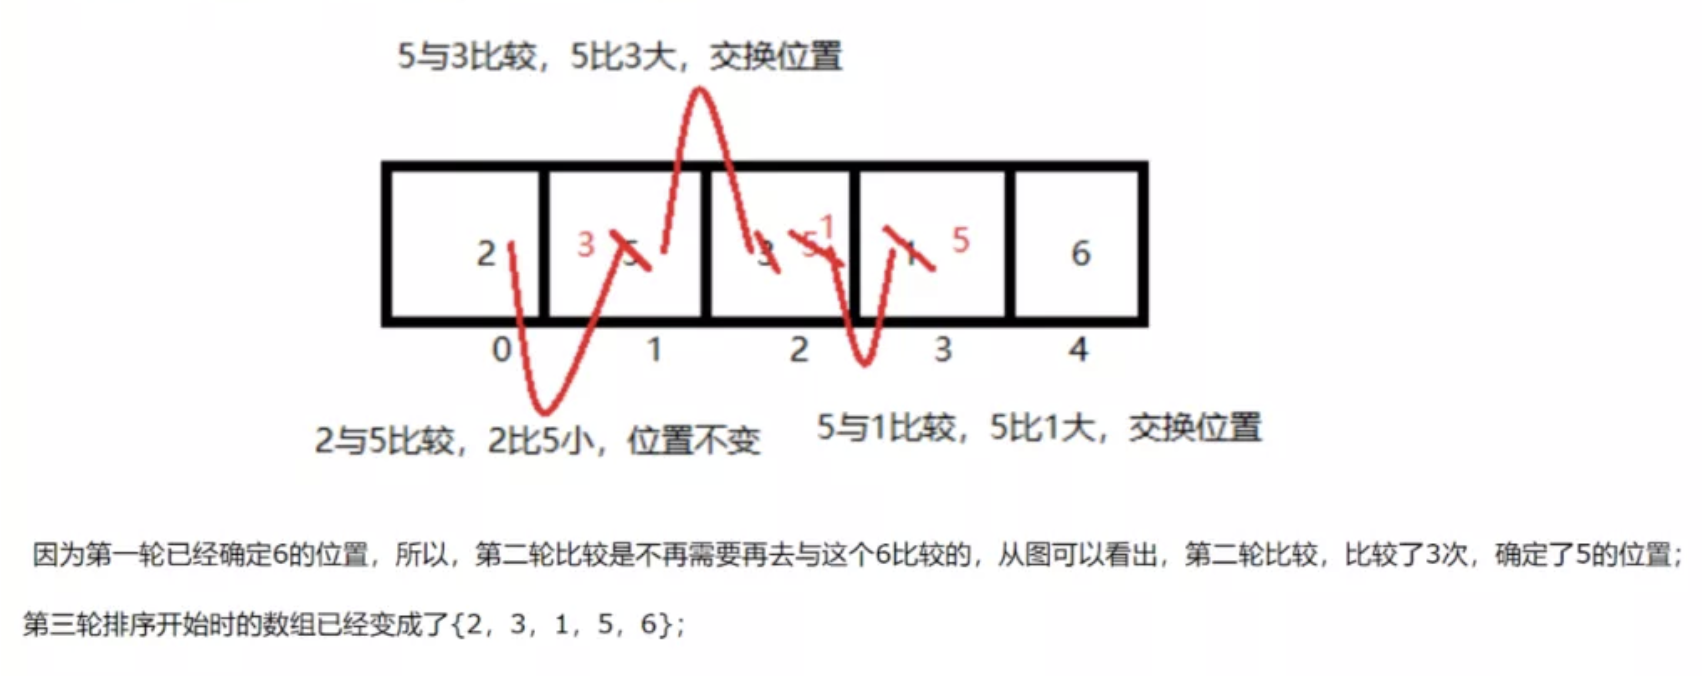 5与3比较，5比3大，交换位置
2 3 5 3 5 1 1 5 6
0 1 2 3 4
2与5比较，2比5小，位置不变
5与1比较，5比1大，交换位置
因为第一轮已经确定6的位置，所以，第二轮比较是不再需要再去与这个6比较的，从图可以看出，第二轮比较，比较了3次，确定了5的位置；
第三轮排序开始时的数组已经变成了{2，3，1，5，6}；